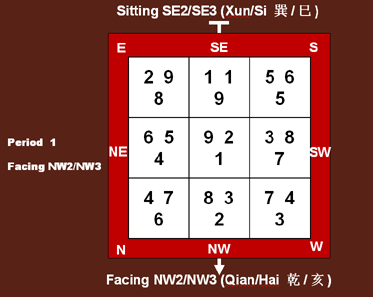 Sitting SE2/SE3 (Xun/Si 巽 / 巳 )
E SE S
2 9 1 1 5 6
8 9 5
Period 1
6 5 9 2 3 8
NE SW
4 1 7
Facing NW2/NW3
4 7 8 3 7 4
6 2 3
N NW W
Facing NW2/NW3 (Qian/Hai 乾 / 亥 )